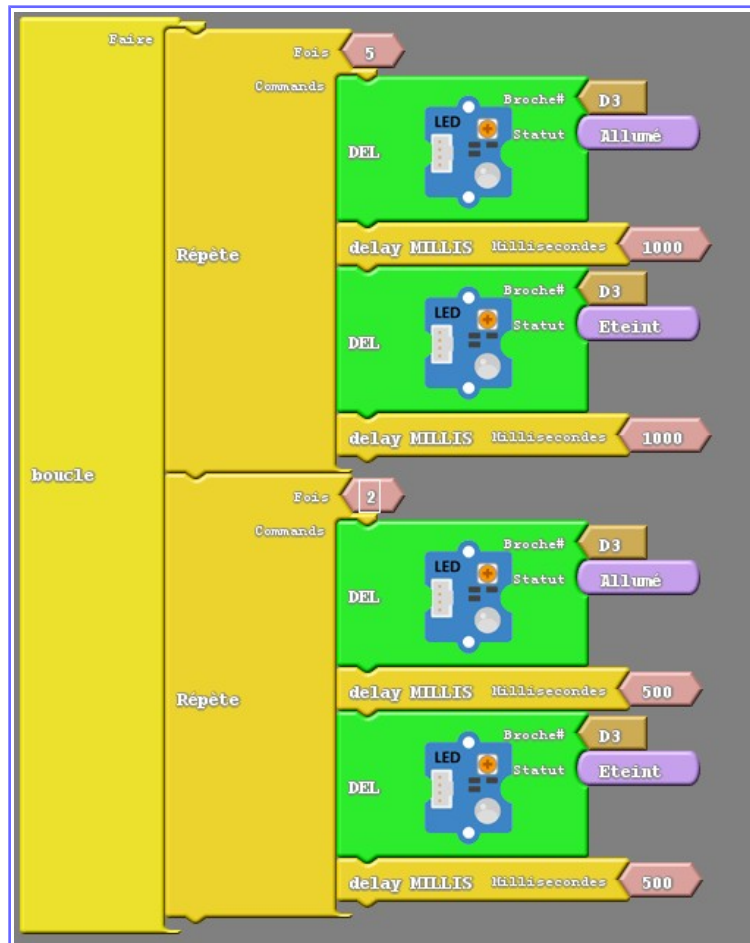 Faire
Fois 5
Commands
Broche# D3
LED
Statut Allumé
DEL
delay MILLIS Millisecondes 1000
Répète
Broche# D3
LED
Statut Eteint
DEL
delay MILLIS Millisecondes 1000
boucle
Fois 2
Commands
Broche# D3
LED
Statut Allumé
DEL
delay MILLIS Millisecondes 500
Répète
Broche# D3
LED
Statut Eteint
DEL
delay MILLIS Millisecondes 500